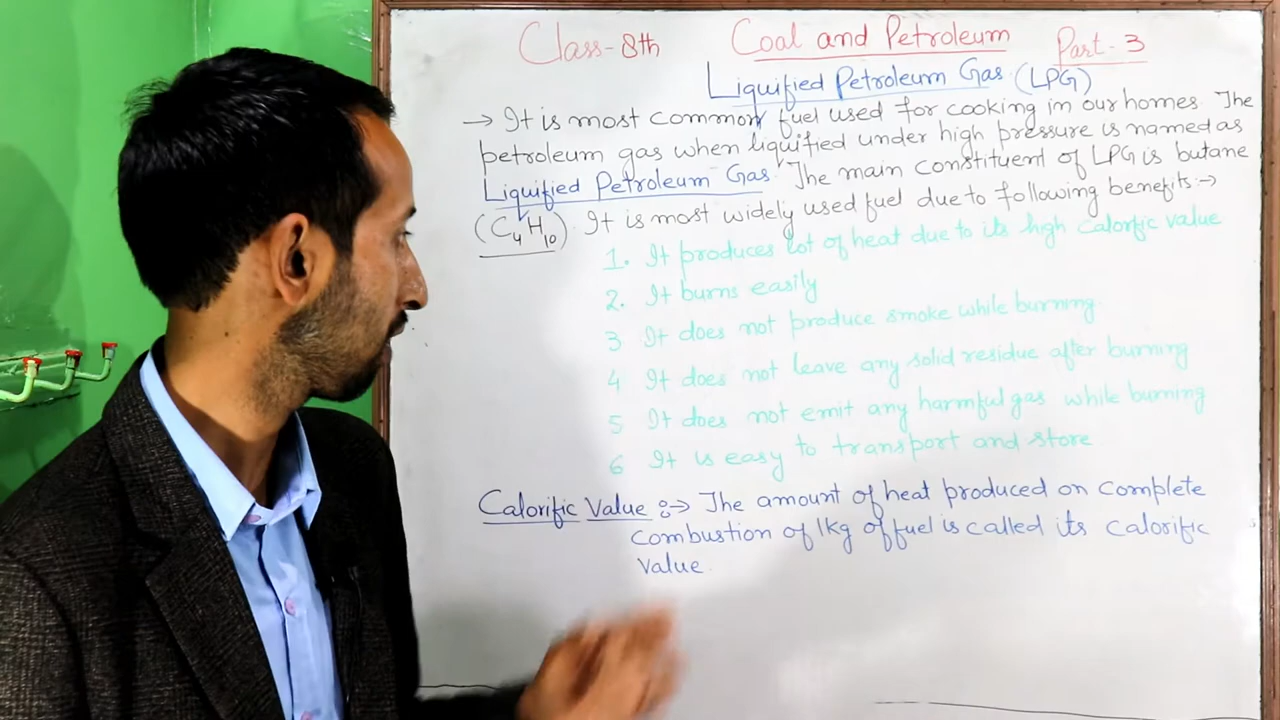 Class-8th Coal and Petroleum Part-3
Liquified Petroleum Gas (LPG)
→ It is most common fuel used for cooking in our homes. The
petroleum gas when liquified under high pressure is named as
Liquified Petroleum Gas. The main constituent of LPG is butane
(C₄H₁₀). It is most widely used fuel due to following benefits:→
1. It produces lot of heat due to its high calorific value
2. It burns easily
3 It does not produce smoke while burning.
4 It does not leave any solid residue after burning
5 It does not emit any harmful gas while burning
6 It is easy to transport and store
Calorific Value :→ The amount of heat produced on complete
combustion of 1kg of fuel is called its calorific
value.